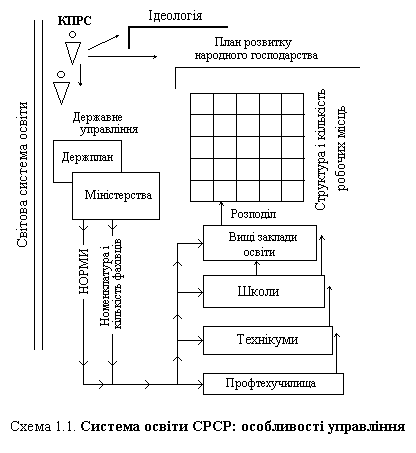 КПРС
Ідеологія
План розвитку
народного господарства
Світова система освіти
Державне
управління
Держплан
Міністерства
Структура і кількість
робочих місць
Розподіл
НОРМИ
Номенклатура і
кількість фахівців
Вищі заклади
освіти
Школи
Технікуми
Профтехучилища
Схема 1.1. Система освіти СРСР: особливості управління